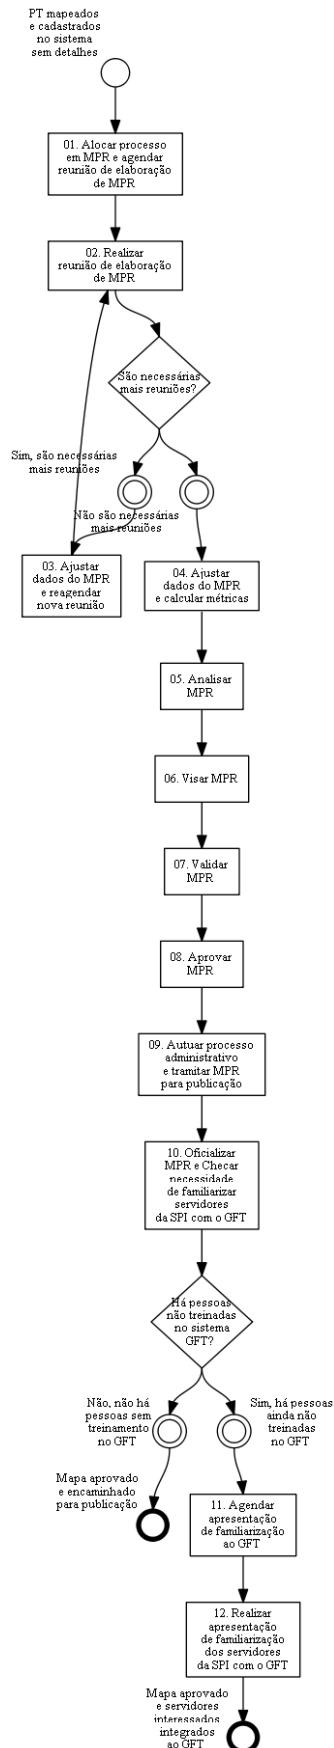 PT mapeados
e cadastrados
no sistema
sem detalhes
01. Alocar processo
em MPR e agendar
reunião de elaboração
de MPR
02. Realizar
reunião de elaboração
de MPR
São necessárias
mais reuniões?
Sim, são necessárias
mais reuniões
Não são necessárias
mais reuniões
03. Ajustar
dados do MPR
e reagendar
nova reunião
04. Ajustar
dados do MPR
e calcular métricas
05. Analisar
MPR
06. Visar MPR
07. Validar
MPR
08. Aprovar
MPR
09. Autuar processo
administrativo
e tramitar MPR
para publicação
10. Oficializar
MPR e Checar
necessidade
de familiarizar
servidores
da SPI com o GFT
Há pessoas
não treinadas
no sistema
GFT?
Não, não há
pessoas sem
treinamento
no GFT
Sim, há pessoas
ainda não
treinadas
no GFT
Mapa aprovado
e encaminhado
para publicação
11. Agendar
apresentação
de familiarização
ao GFT
12. Realizar
apresentação
de familiarização
dos servidores
da SPI com o GFT
Mapa aprovado
e servidores
interessados
integrados
ao GFT